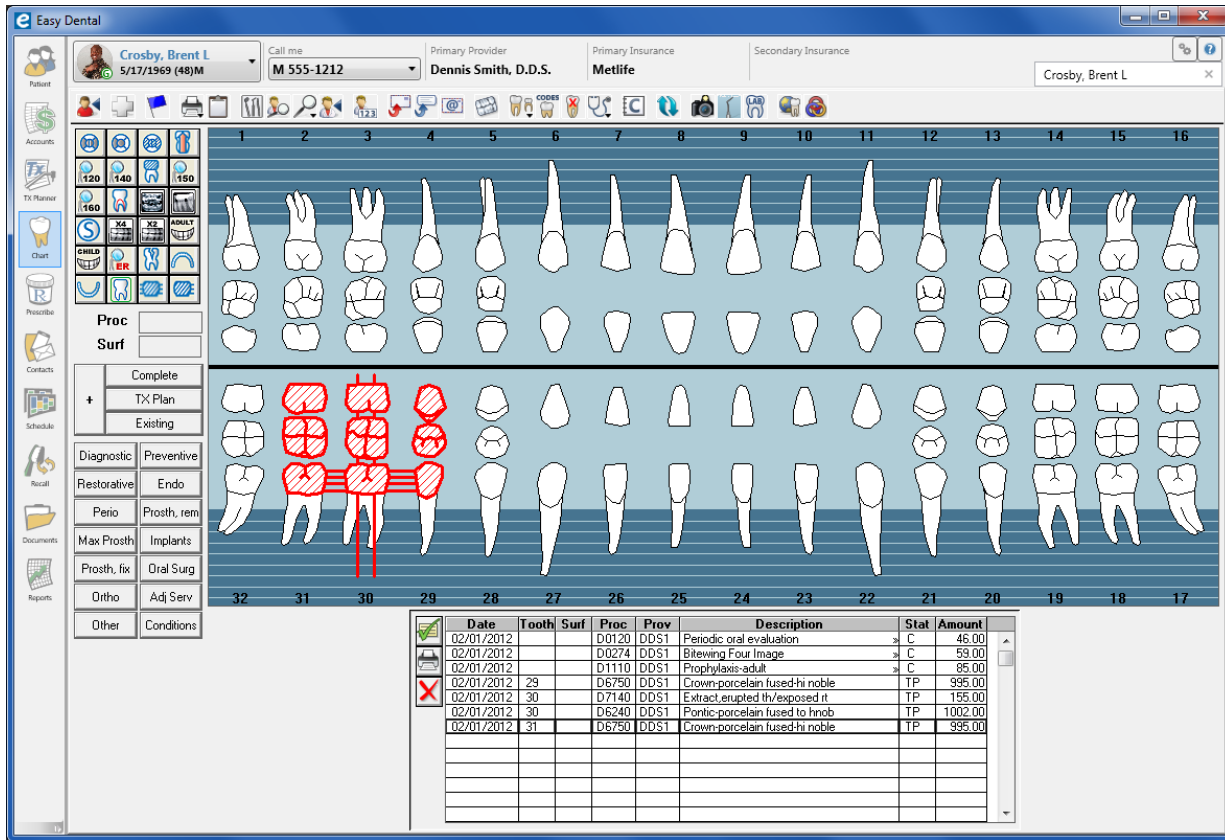 Easy Dental
Patient
Accounts
TX Planner
Chart
Prescribe
Contacts
Schedule
Recall
Documents
Reports
Crosby, Brent L
5/17/1969 (48)M
Call me
M 555-1212
Primary Provider
Dennis Smith, D.D.S.
Primary Insurance
Metlife
Secondary Insurance
Crosby, Brent L
CODES
123
LAB
120 140 150
160
S X4 X2 ADULT
CHILD ER
Proc
Surf
+
Complete
TX Plan
Existing
Diagnostic Preventive
Restorative Endo
Perio Prosth, rem
Max Prosth Implants
Prosth, fix Oral Surg
Ortho Adj Serv
Other Conditions
1 2 3 4 5 6 7 8 9 10 11 12 13 14 15 16
32 31 30 29 28 27 26 25 24 23 22 21 20 19 18 17
Date Tooth Surf Proc Prov Description Stat Amount
02/01/2012 D0120 DDS1 Periodic oral evaluation » C 46.00
02/01/2012 D0274 DDS1 Bitewing Four Image » C 59.00
02/01/2012 D1110 DDS1 Prophylaxis-adult » C 85.00
02/01/2012 29 D6750 DDS1 Crown-porcelain fused-hi noble TP 995.00
02/01/2012 30 D7140 DDS1 Extract,erupted th/exposed rt TP 155.00
02/01/2012 30 D6240 DDS1 Pontic-porcelain fused to hnob TP 1002.00
02/01/2012 31 D6750 DDS1 Crown-porcelain fused-hi noble TP 995.00